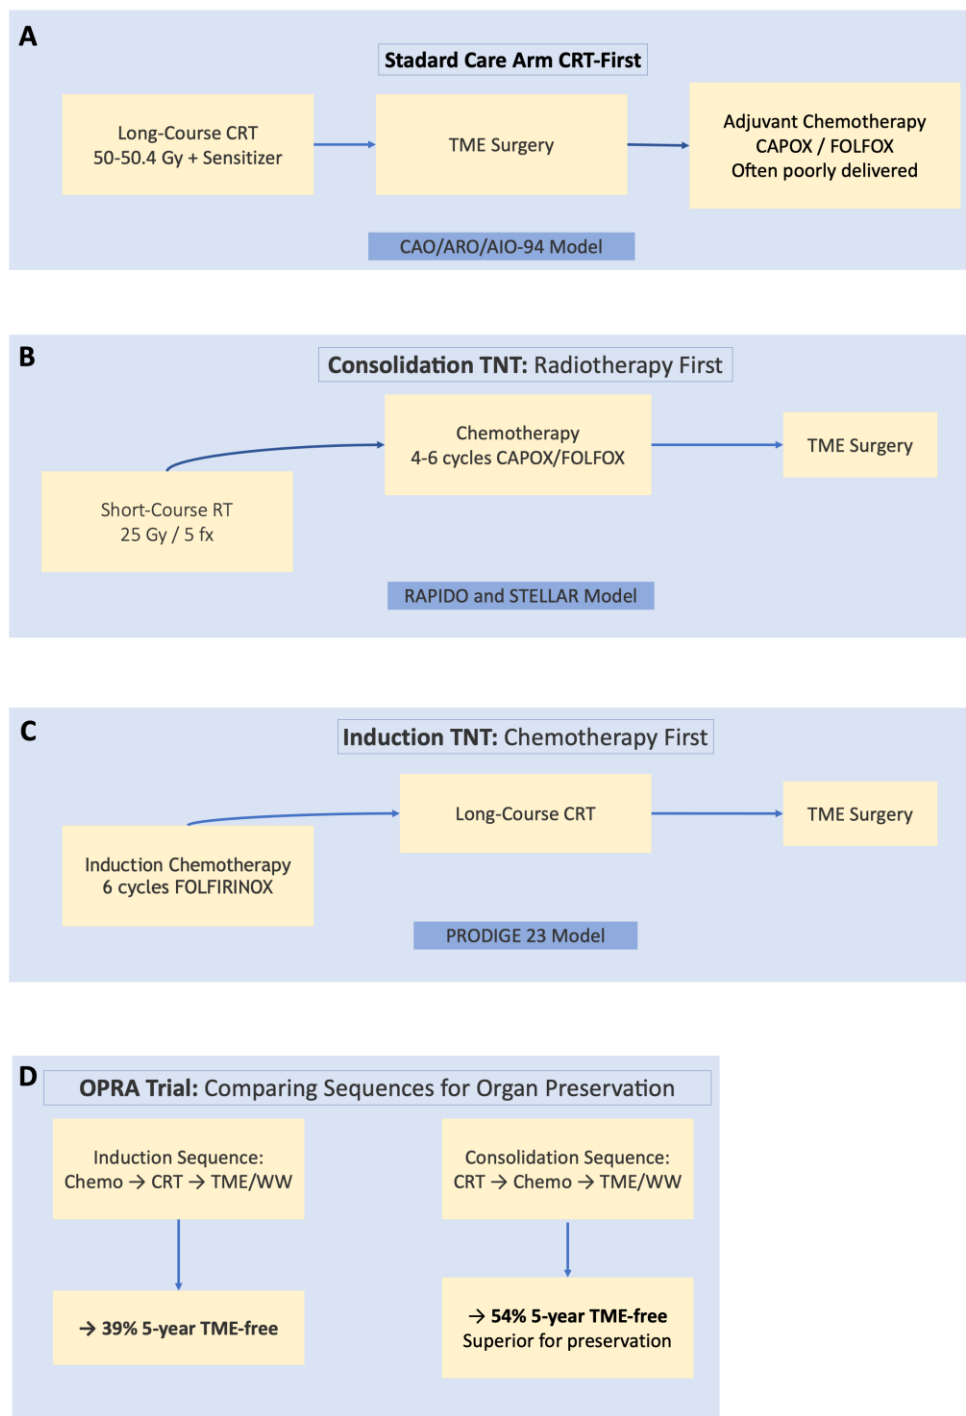 A
Stadard Care Arm CRT-First
Long-Course CRT
50-50.4 Gy + Sensitizer
TME Surgery
Adjuvant Chemotherapy
CAPOX / FOLFOX
Often poorly delivered
CAO/ARO/AIO-94 Model
B
Consolidation TNT: Radiotherapy First
Short-Course RT
25 Gy / 5 fx
Chemotherapy
4-6 cycles CAPOX/FOLFOX
TME Surgery
RAPIDO and STELLAR Model
C
Induction TNT: Chemotherapy First
Induction Chemotherapy
6 cycles FOLFIRINOX
Long-Course CRT
TME Surgery
PRODIGE 23 Model
D
OPRA Trial: Comparing Sequences for Organ Preservation
Induction Sequence:
Chemo → CRT → TME/WW
→ 39% 5-year TME-free
Consolidation Sequence:
CRT → Chemo → TME/WW
→ 54% 5-year TME-free
Superior for preservation